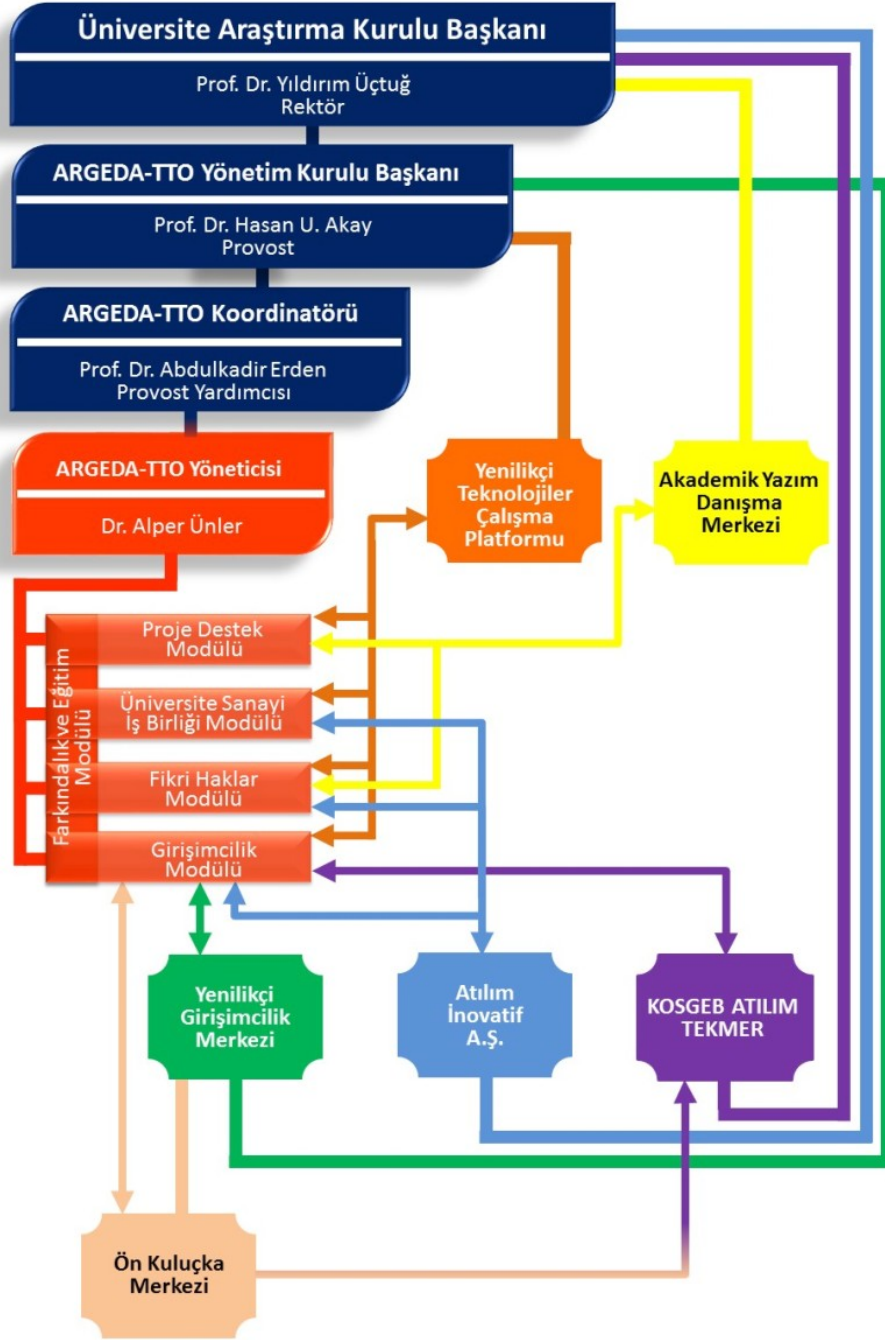 Üniversite Araştırma Kurulu Başkanı
Prof. Dr. Yıldırım Üçtuğ
Rektör
ARGEDA-TTO Yönetim Kurulu Başkanı
Prof. Dr. Hasan U. Akay
Provost
ARGEDA-TTO Koordinatörü
Prof. Dr. Abdulkadir Erden
Provost Yardımcısı
ARGEDA-TTO Yöneticisi
Dr. Alper Ünler
Yenilikçi
Teknolojiler
Çalışma
Platformu
Akademik Yazım
Danışma
Merkezi
Farkındalık ve Eğitim
Modülü
Proje Destek
Modülü
Üniversite Sanayi
İş Birliği Modülü
Fikri Haklar
Modülü
Girişimcilik
Modülü
Yenilikçi
Girişimcilik
Merkezi
Atılım
İnovatif
A.Ş.
KOSGEB ATILIM
TEKMER
Ön Kuluçka
Merkezi